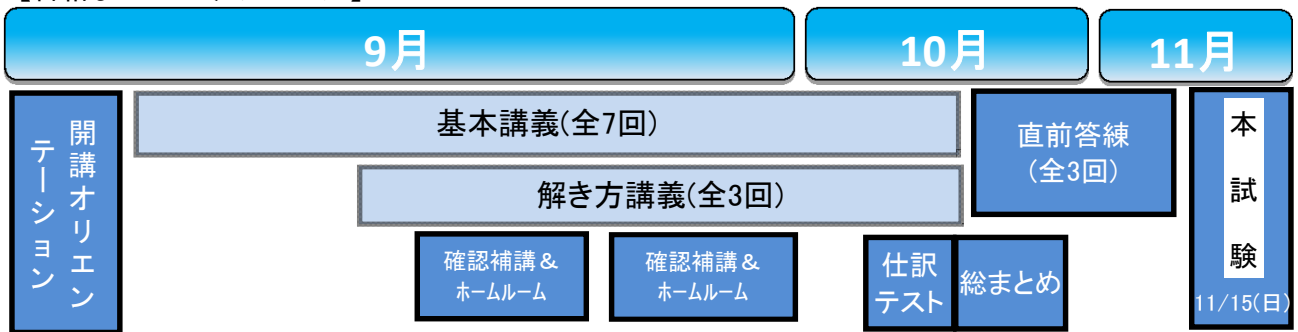 9月
10月
11月
開講オリエン
テーション
基本講義(全7回)
解き方講義(全3回)
確認補講＆
ホームルーム
確認補講＆
ホームルーム
仕訳
テスト
総まとめ
直前答練
(全3回)
本試験
11/15(日)